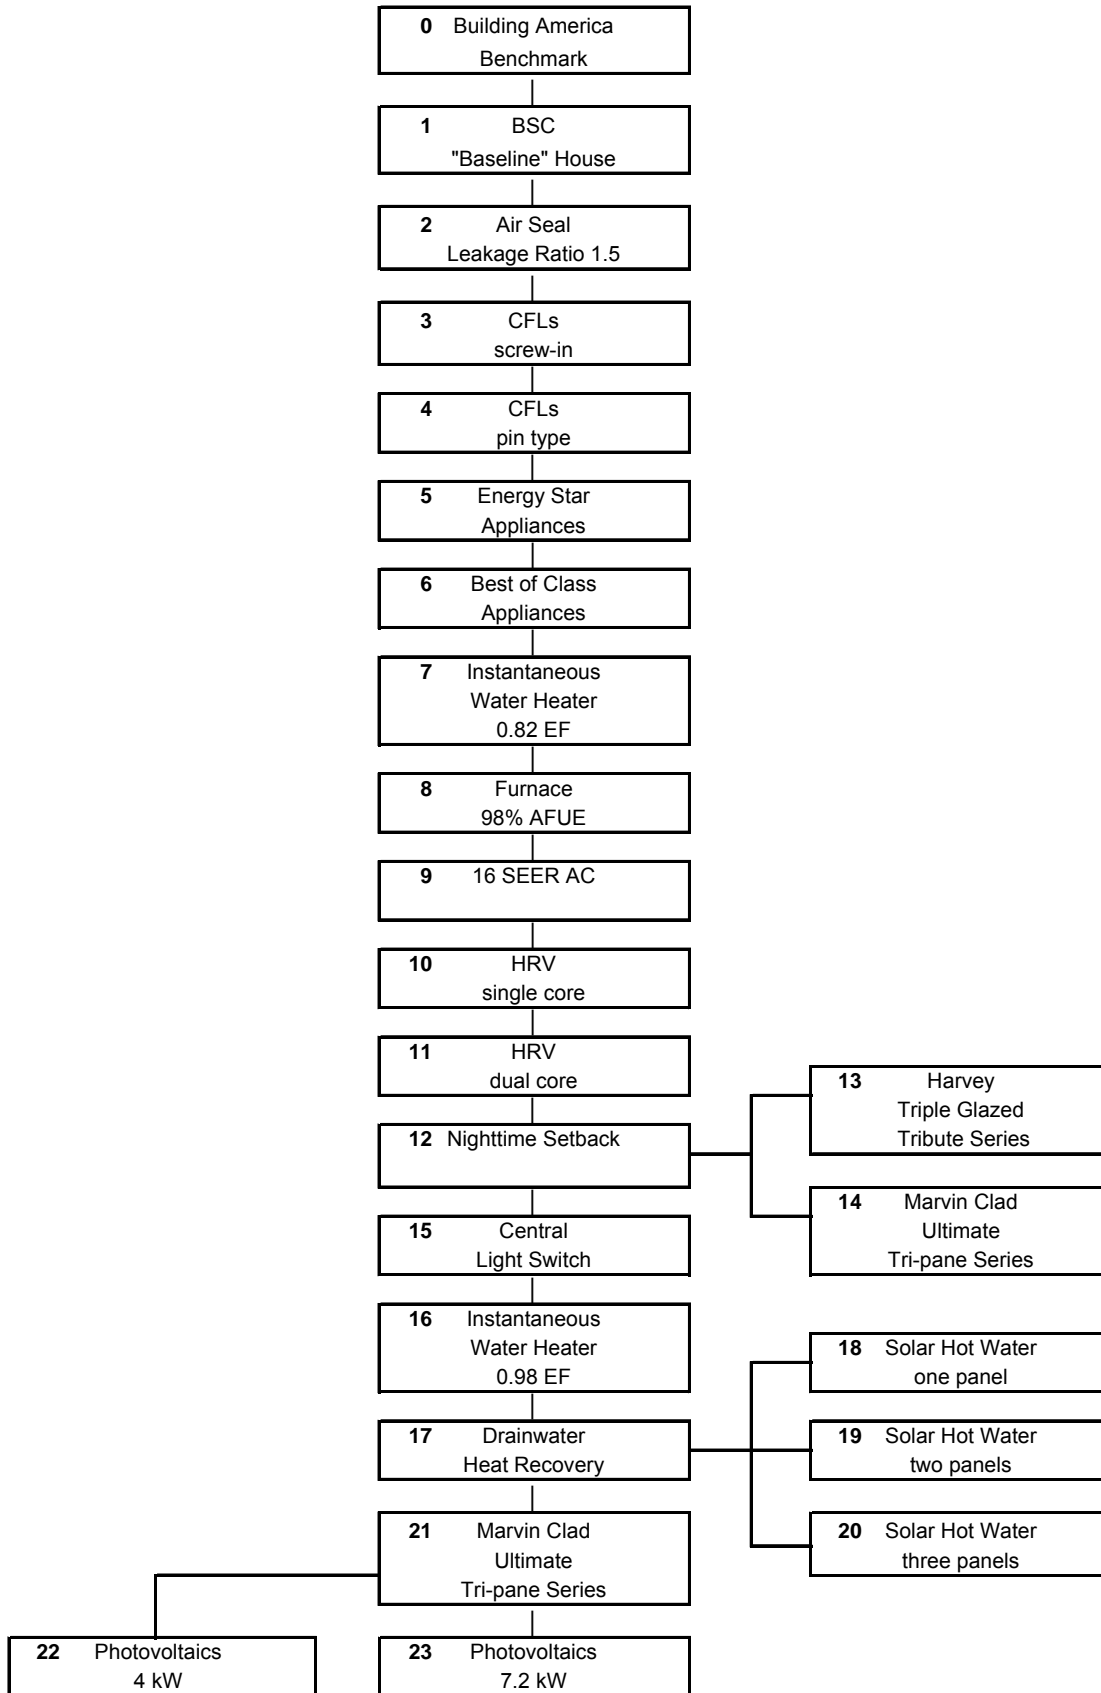 0 Building America
Benchmark
1 BSC
"Baseline" House
2 Air Seal
Leakage Ratio 1.5
3 CFLs
screw-in
4 CFLs
pin type
5 Energy Star
Appliances
6 Best of Class
Appliances
7 Instantaneous
Water Heater
0.82 EF
8 Furnace
98% AFUE
9 16 SEER AC
10 HRV
single core
11 HRV
dual core
12 Nighttime Setback
13 Harvey
Triple Glazed
Tribute Series
14 Marvin Clad
Ultimate
Tri-pane Series
15 Central
Light Switch
16 Instantaneous
Water Heater
0.98 EF
17 Drainwater
Heat Recovery
18 Solar Hot Water
one panel
19 Solar Hot Water
two panels
20 Solar Hot Water
three panels
21 Marvin Clad
Ultimate
Tri-pane Series
22 Photovoltaics
4 kW
23 Photovoltaics
7.2 kW